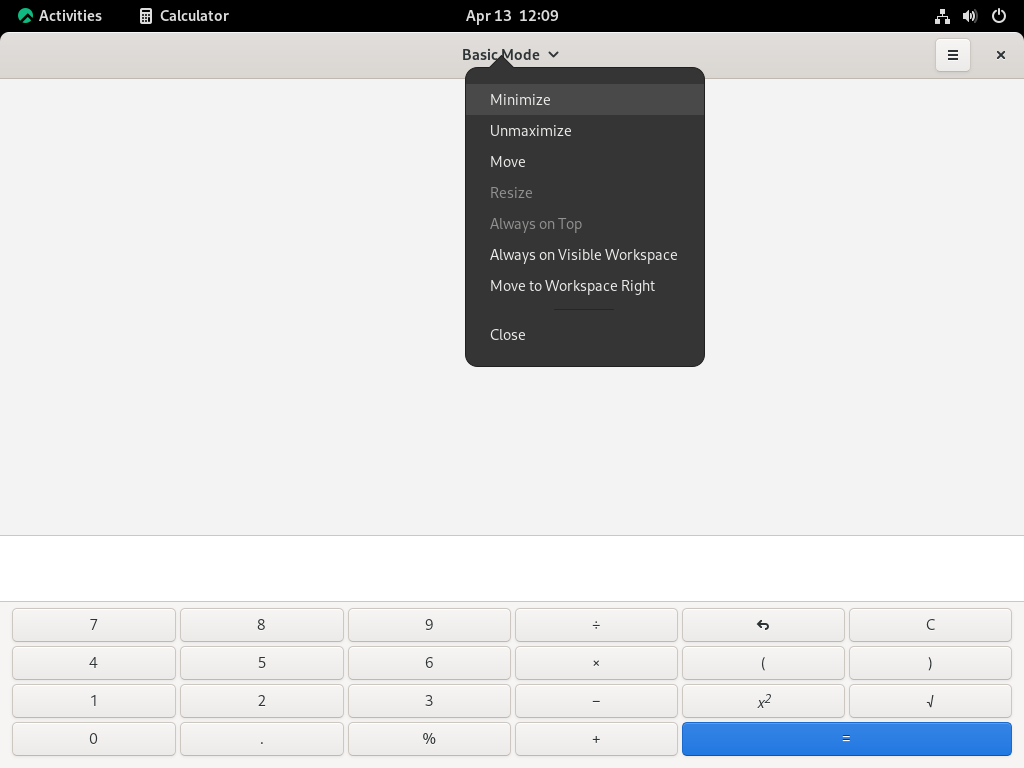 Activities
Calculator
Apr 13 12:09
Basic Mode
Minimize
Unmaximize
Move
Resize
Always on Top
Always on Visible Workspace
Move to Workspace Right
Close
7 8 9 ÷ C
4 5 6 × ( )
1 2 3 − x² √
0 . % + =